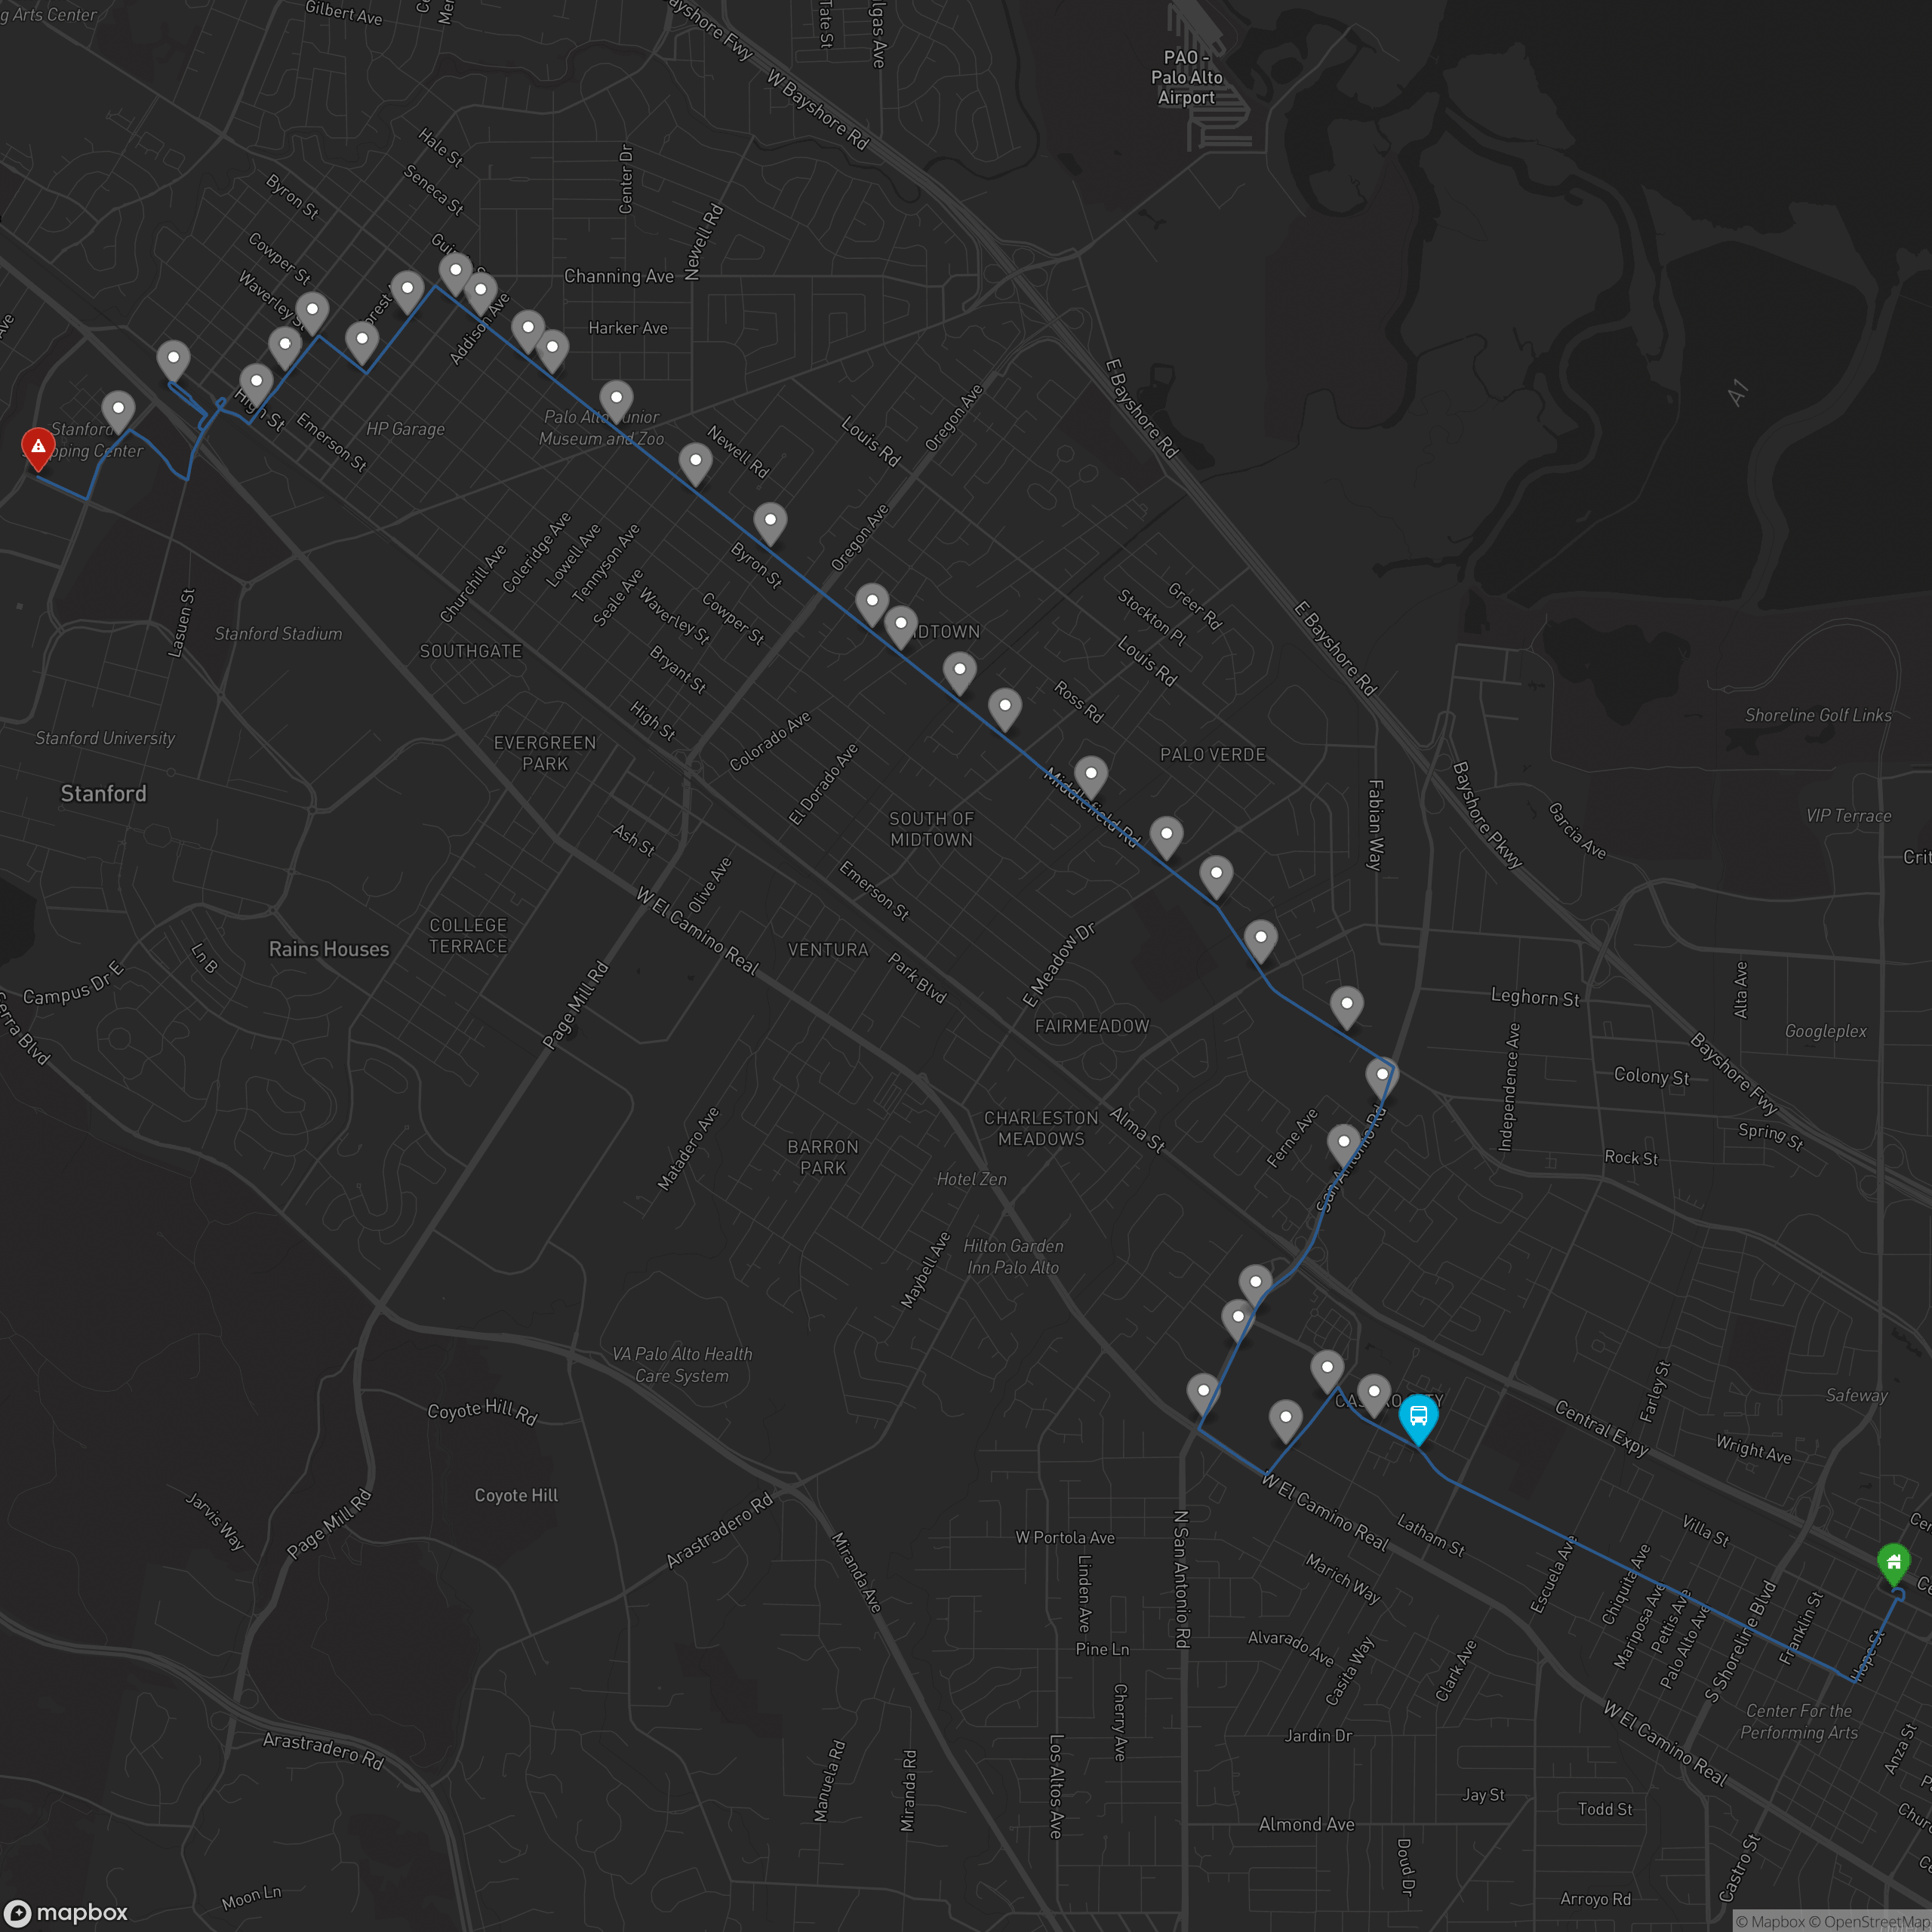 g Arts Center
Gilbert Ave
Tate St
lgas Ave
ayshore Fwy
W Bayshore Rd
PAO -
Palo Alto
Airport
Hale St
Seneca St
Byron St
Center Dr
Newell Rd
Cowper St
Waverley St
Channing Ave
Addison Ave
Harker Ave
High St
Emerson St
HP Garage
Stanford
pping Center
Palo Alto Junior
Museum and Zoo
Newell Rd
Louis Rd
Oregon Ave
E Bayshore Rd
A1
Oregon Ave
Byron St
Churchill Ave
Coleridge Ave
Lowell Ave
Tennyson Ave
Seale Ave
Waverley St
Cowper St
Lasuen St
Stanford Stadium
SOUTHGATE
Bryant St
High St
IDTOWN
Stockton Pl
Greer Rd
Louis Rd
Ross Rd
E Bayshore Rd
Stanford University
Stanford
EVERGREEN
PARK
Colorado Ave
El Dorado Ave
PALO VERDE
Shoreline Golf Links
Middlefield Rd
SOUTH OF
MIDTOWN
Fabian Way
Bayshore Pkwy
Garcia Ave
VIP Terrace
Crit
Ash St
Olive Ave
W El Camino Real
Emerson St
COLLEGE
TERRACE
Rains Houses
Ln B
Campus Dr E
erra Blvd
Page Mill Rd
VENTURA
Park Blvd
E Meadow Dr
FAIRMEADOW
Leghorn St
Alta Ave
Googleplex
Independence Ave
Colony St
Bayshore Fwy
Spring St
Rock St
Matadero Ave
BARRON
PARK
CHARLESTON
MEADOWS
Alma St
Ferne Ave
San Antonio Rd
Hotel Zen
Hilton Garden
Inn Palo Alto
Maybell Ave
VA Palo Alto Health
Care System
Coyote Hill Rd
Farley St
Safeway
Central Expy
Wright Ave
Coyote Hill
Jarvis Way
Page Mill Rd
Arastradero Rd
Miranda Ave
W Portola Ave
N San Antonio Rd
W El Camino Real
Latham St
Villa St
Marich Way
Linden Ave
Escuela Ave
Chiquita Ave
Mariposa Ave
Pettis Ave
Palo Alto Ave
S Shoreline Blvd
Franklin St
Hope St
Pine Ln
Alvarado Ave
Casita Way
Clark Ave
Cherry Ave
Los Altos Ave
Jardin Dr
W El Camino Real
Center For the
Performing Arts
Anza St
Arastradero Rd
Manuela Rd
Miranda Rd
Jay St
Todd St
Almond Ave
Doud Dr
Castro St
Arroyo Rd
Moon Ln
mapbox
© Mapbox © OpenStreetMap